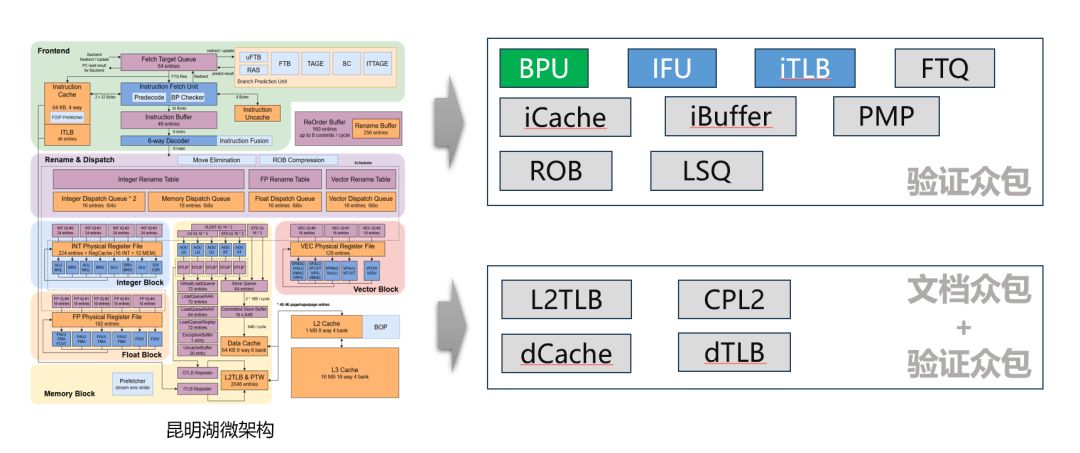 Frontend
Backend
Redirect / Update
PC read result
for Backend
Fetch Target Queue
64 entries
redirect / update
predict result
uFTB
RAS
FTB
TAGE
SC
ITTAGE
Branch Prediction Unit
FTQ Req
Redirect
Instruction
Cache
64 KB, 4 way
FDIP Prefetcher
ITLB
48 entries
2 x 32 Bytes
Instruction Fetch Unit
Predecode
BP Checker
32 Bytes
Instruction
Uncache
Instruction Buffer
48 entries
6-way Decoder
Instruction Fusion
ReOrder Buffer
160 entries
up to 8 commits / cycle
Rename Buffer
256 entries
Rename & Dispatch
Move Elimination
ROB Compression
Scheduler
Integer Rename Table
FP Rename Table
Vector Rename Table
Integer Dispatch Queue * 2
16 entries 6i4o
Memory Dispatch Queue
16 entries 6i6o
Float Dispatch Queue
16 entries 6i6o
Vector Dispatch Queue
16 entries 6i6o
INT Physical Register File
224 entries + RegCache (16 INT + 12 MEM)
Integer Block
FP Physical Register File
192 entries
Float Block
VEC Physical Register File
128 entries
Vector Block
VirtualLoadQueue
72 entries
LoadQueueRAR
72 entries
LoadQueueRAW
64 entries
LoadQueueReplay
72 entries
ExceptionBuffer
1 entry
UncacheBuffer
20 entry
Store Queue
64 entries
Committed Store Buffer
16 x 64B
Data Cache
64 KB 8 way 8 bank
L2 Cache
1 MB 8 way 4 bank
BOP
L3 Cache
16 MB 16 way 4 bank
DTLB Repeater
ITLB Repeater
L2TLB & PTW
2048 entries
Prefetcher
stream sms stride
Memory Block
昆明湖微架构
BPU
IFU
iTLB
FTQ
iCache
iBuffer
PMP
ROB
LSQ
验证众包
L2TLB
CPL2
dCache
dTLB
文档众包
+
验证众包